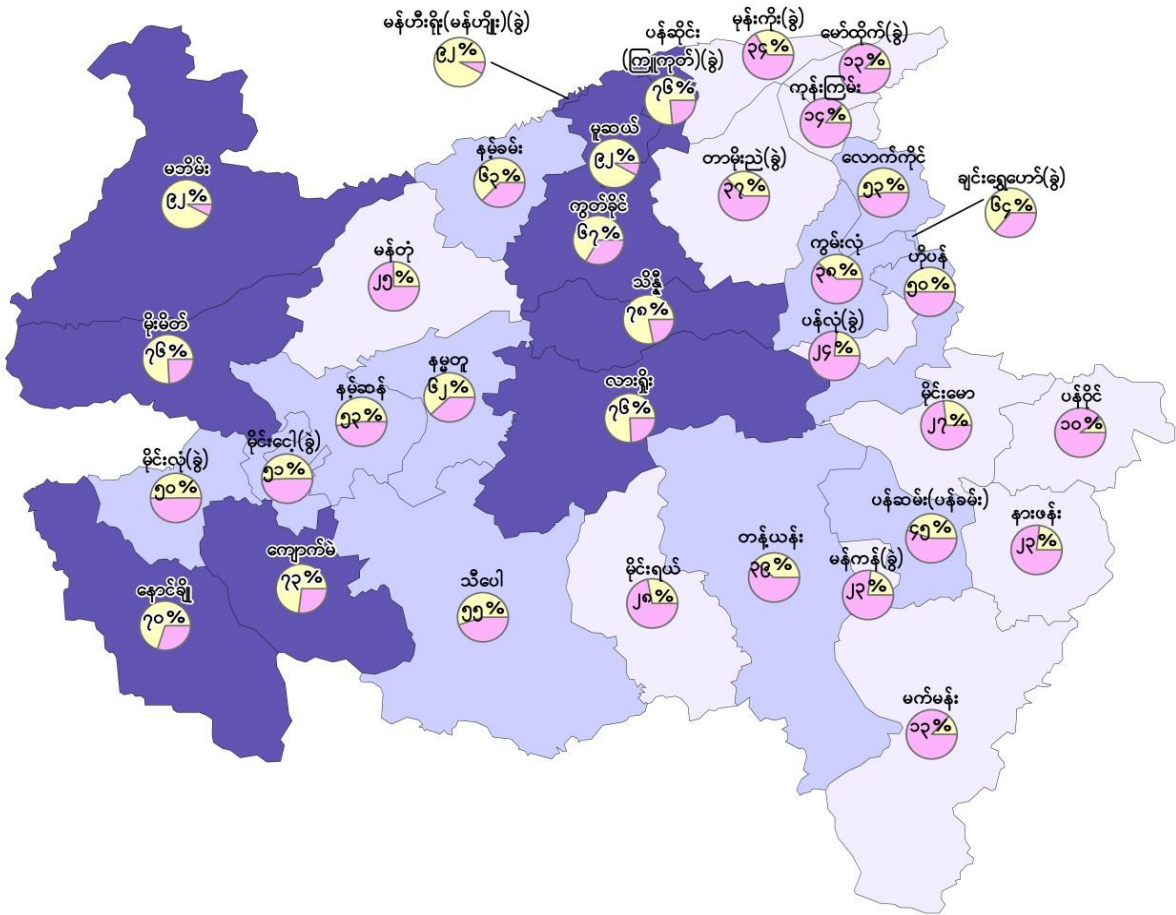 မန်ဟီးရိုး(မန်ဟျိုး)(ခွဲ)
၉၂%
ပန်ဆိုင်း
(ကြူကုတ်)(ခွဲ)
၇၆%
မုန်းကိုး(ခွဲ)
၃၄%
မော်ထိုက်(ခွဲ)
၁၃%
ကုန်းကြမ်း
၁၄%
မဘိမ်း
၉၂%
နမ့်ခမ်း
၆၃%
မူဆယ်
၉၂%
တာမိုးညဲ(ခွဲ)
၃၇%
လောက်ကိုင်
၅၃%
ချင်းရွှေဟော်(ခွဲ)
၆၄%
ကွတ်ခိုင်
၆၇%
မန်တုံ
၂၅%
ကွမ်းလုံ
၃၈%
ဟိုပန်
၅၀%
သိန္နီ
၇၈%
မိုးမိတ်
၇၆%
ပန်လုံ(ခွဲ)
၂၄%
နမ္မတူ
၆၂%
နမ့်ဆန်
၅၃%
လားရှိုး
၇၆%
မိုင်းမော
၂၇%
ပန်ဝိုင်
၁၀%
မိုင်းငေါ့(ခွဲ)
၅၁%
မိုင်းလုံ(ခွဲ)
၅၀%
ပန်ဆမ်း(ပန်ခမ်း)
၄၅%
နားဖန်း
၂၃%
တန့်ယန်း
၃၉%
မန်ကန်(ခွဲ)
၂၃%
ကျောက်မဲ
၇၃%
နောင်ချို
၇၀%
သီပေါ
၅၅%
မိုင်းရယ်
၂၈%
မက်မန်း
၁၃%